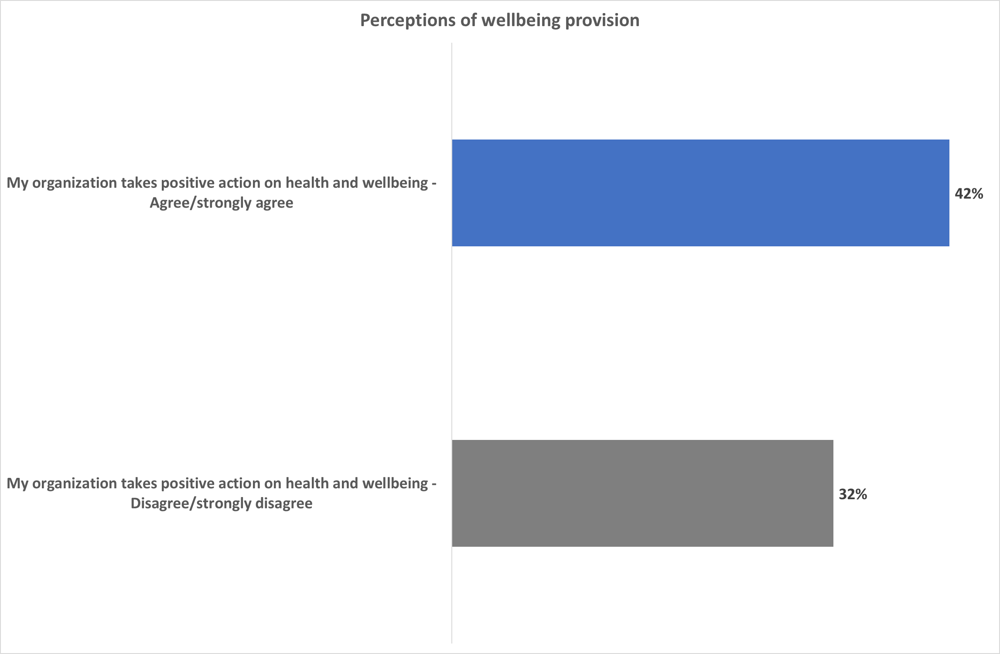 Perceptions of wellbeing provision
My organization takes positive action on health and wellbeing -
Agree/strongly agree
42%
My organization takes positive action on health and wellbeing -
Disagree/strongly disagree
32%